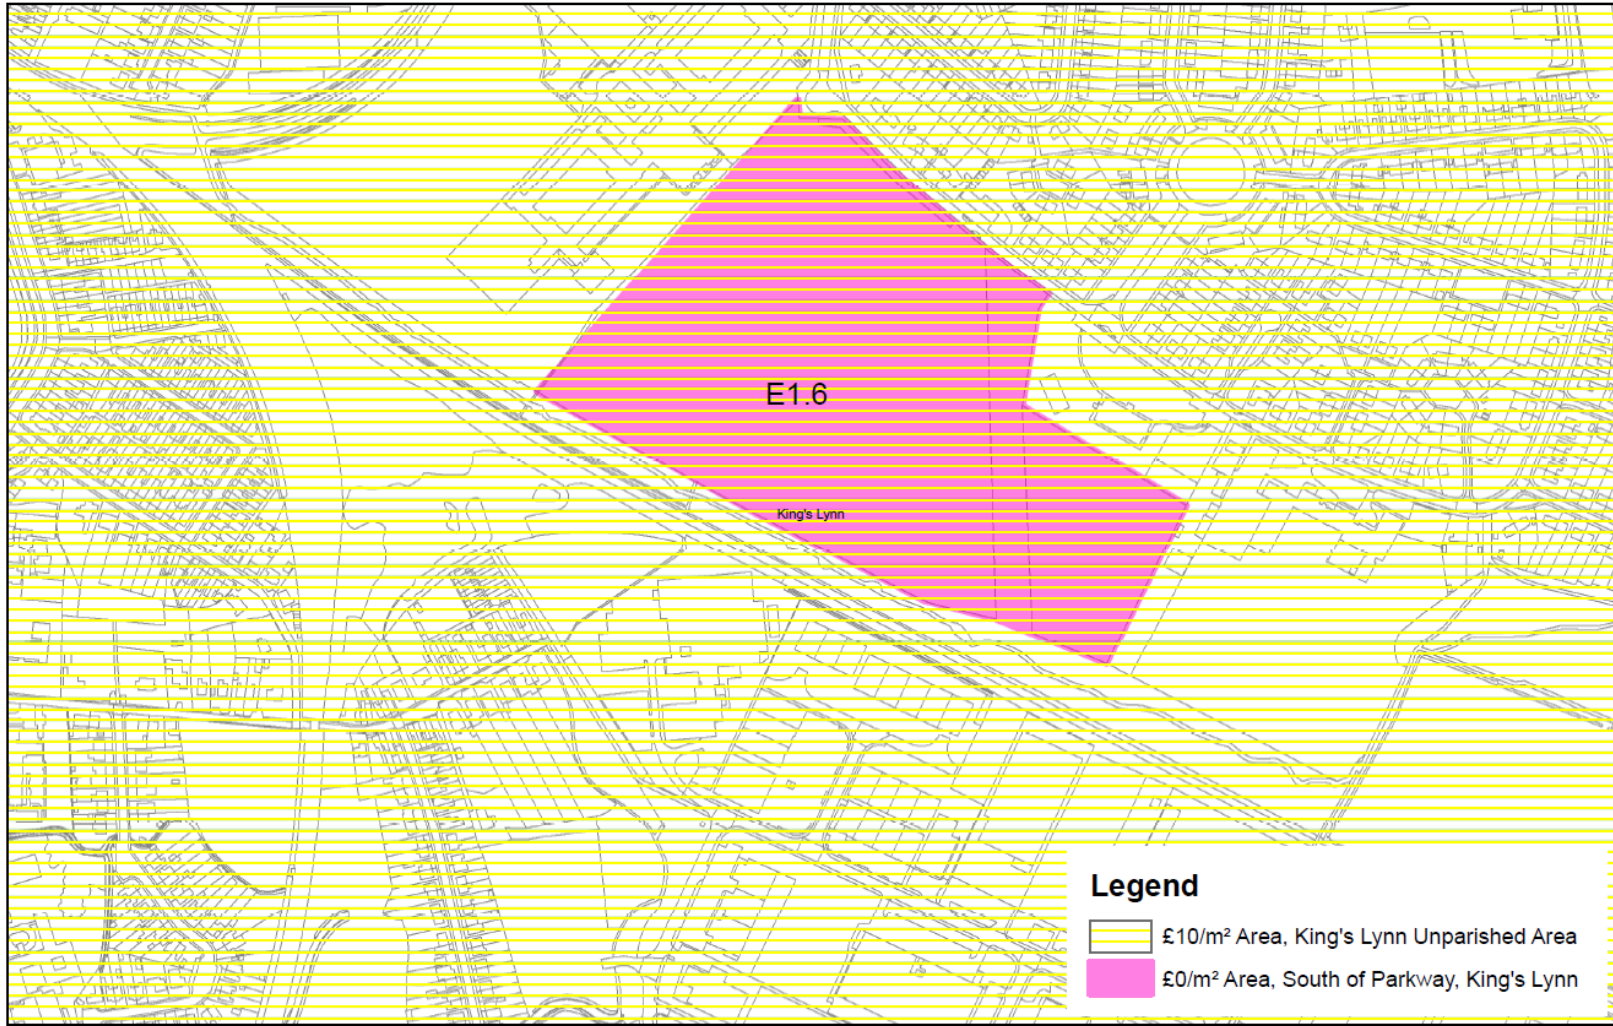 E1.6
King's Lynn
Legend
£10/m² Area, King's Lynn Unparished Area
£0/m² Area, South of Parkway, King's Lynn